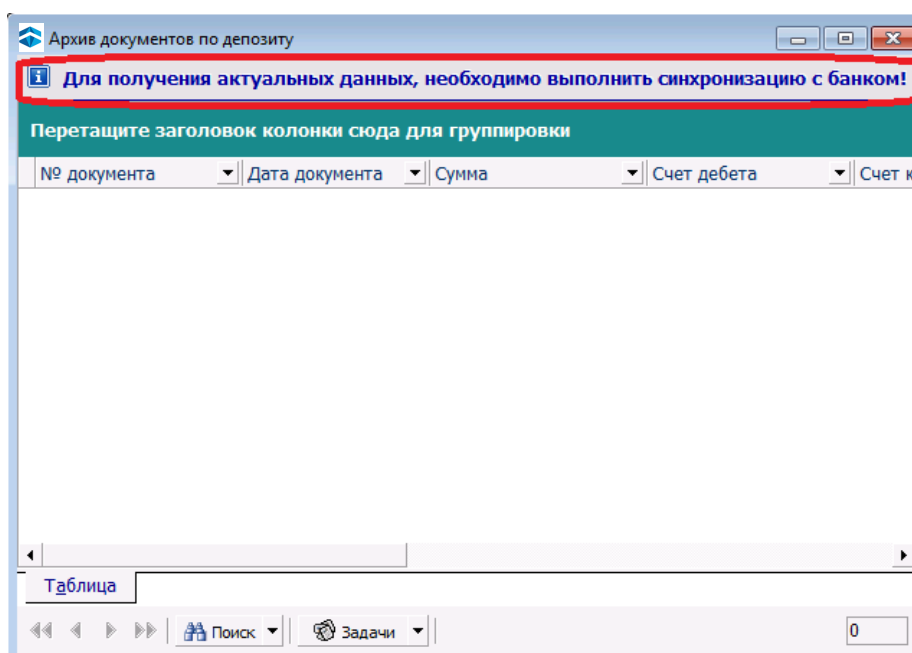 Архив документов по депозиту
Для получения актуальных данных, необходимо выполнить синхронизацию с банком!
Перетащите заголовок колонки сюда для группировки
№ документа Дата документа Сумма Счет дебета Счет к
Таблица
Поиск Задачи 0